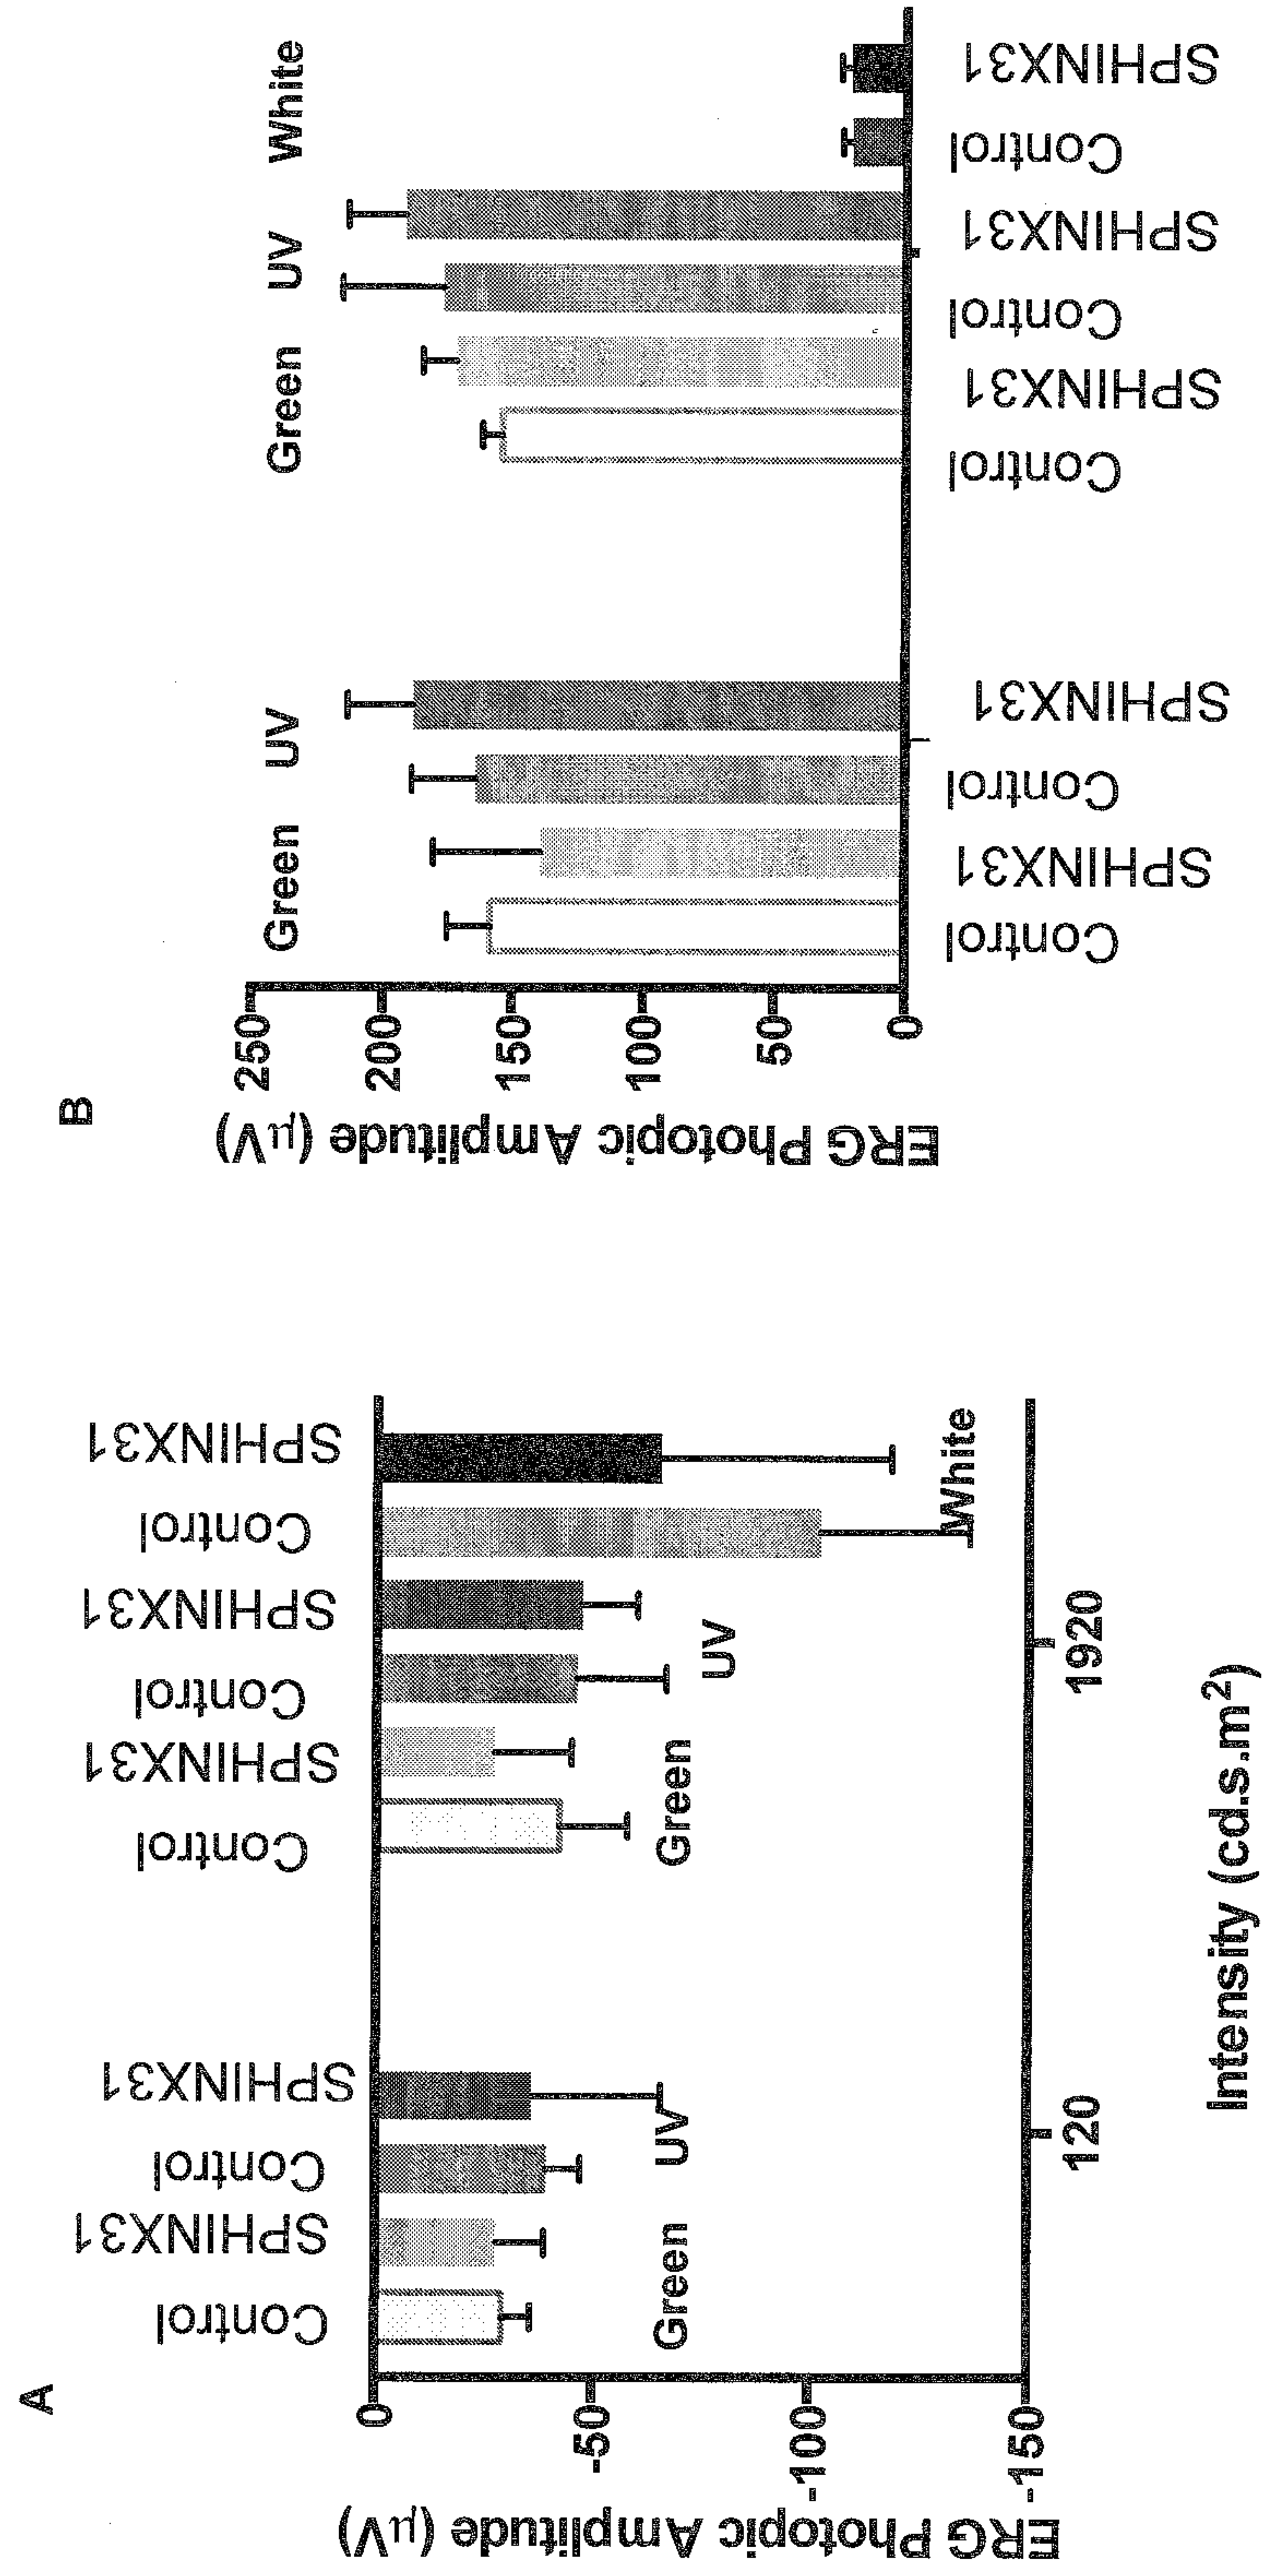 A
SPHINX31
Control
SPHINX31
Control
SPHINX31
Control
SPHINX31
Control
SPHINX31
Control
0
-50
-100
-150
ERG Photopic Amplitude (µV)
Green
UV
Green
UV
White
120
1920
Intensity (cd.s.m²)
B
250
200
150
100
50
0
ERG Photopic Amplitude (µV)
Green
UV
Green
UV
White
Control
SPHINX31
Control
SPHINX31
Control
SPHINX31
Control
SPHINX31
Control
SPHINX31